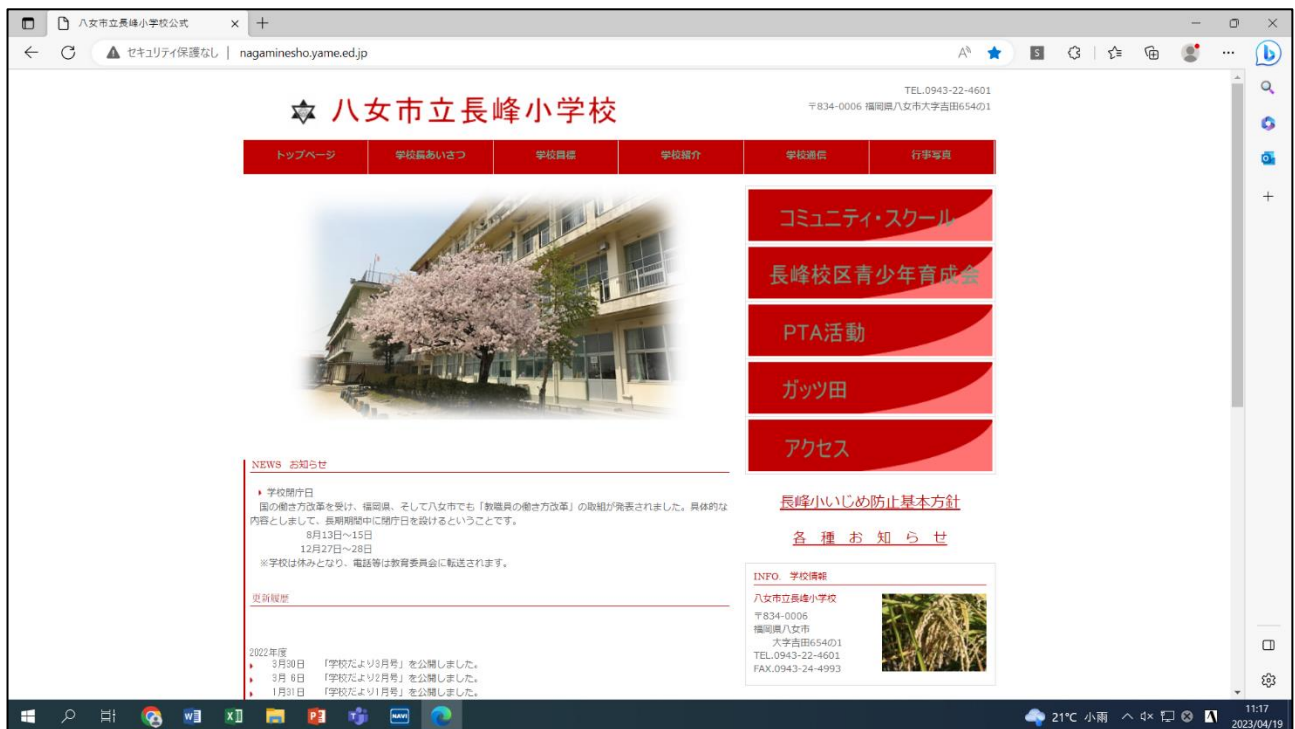 八女市立長峰小学校公式
セキュリティ保護なし | nagaminesho.yame.ed.jp
八女市立長峰小学校
TEL.0943-22-4601
〒834-0006 福岡県八女市大字吉田654の1
トップページ 学校長あいさつ 学校目標 学校紹介 学校通信 行事写真
コミュニティ・スクール
長峰校区青少年育成会
PTA活動
ガッツ田
アクセス
長峰小いじめ防止基本方針
各 種 お 知 ら せ
NEWS お知らせ
学校閉庁日
国の働き方改革を受け、福岡県、そして八女市でも「教職員の働き方改革」の取組が発表されました。具体的な
内容としまして、長期期間中に閉庁日を設けるということです。
8月13日～15日
12月27日～28日
※学校は休みとなり、電話等は教育委員会に転送されます。
更新履歴
2022年度
3月30日 「学校だより3月号」を公開しました。
3月 6日 「学校だより2月号」を公開しました。
1月31日 「学校だより1月号」を公開しました。
INFO. 学校情報
八女市立長峰小学校
〒834-0006
福岡県八女市
大字吉田654の1
TEL.0943-22-4601
FAX.0943-24-4993
NAVI
21°C 小雨
11:17
2023/04/19